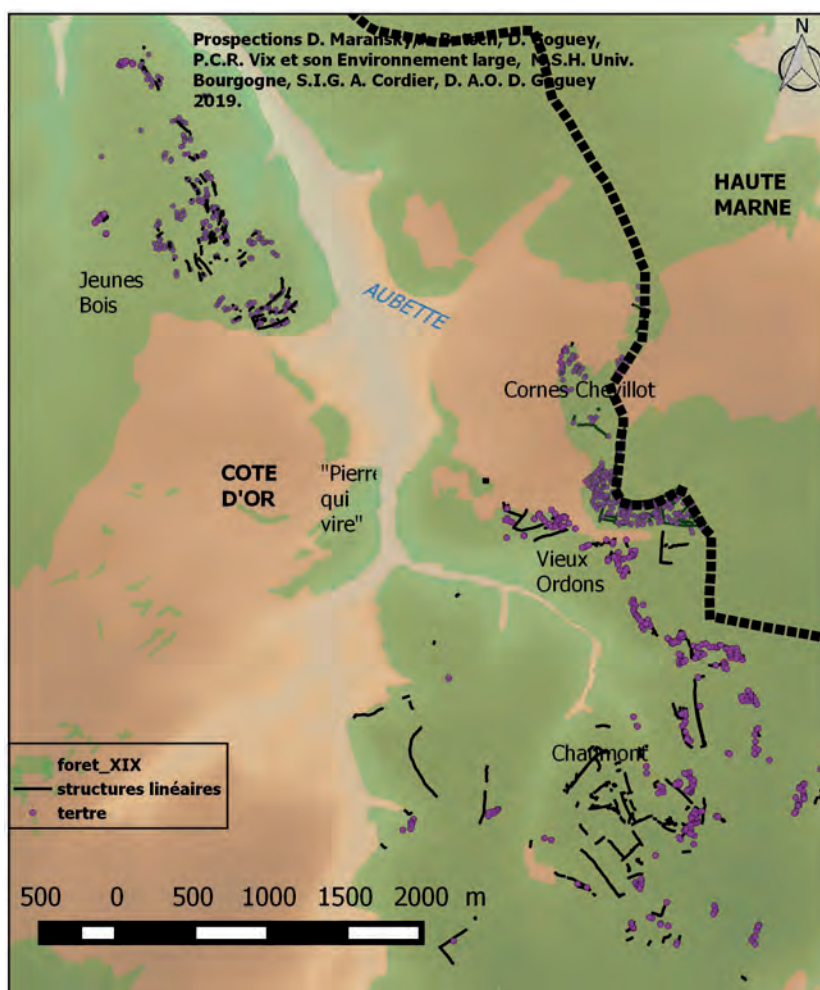 Prospections D. Maransky, D. Goguey,
P.C.R. Vix et son Environnement large, M.S.H. Univ.
Bourgogne, S.I.G. A. Cordier, D. A.O. D. Goguey
2019.
N
HAUTE
MARNE
Jeunes
Bois
AUBETTE
Cornes Chevillot
COTE
D'OR
"Pierre
qui
vire"
Vieux
Ordons
Chaumont
foret_XIX
structures linéaires
tertre
500 0 500 1000 1500 2000 m